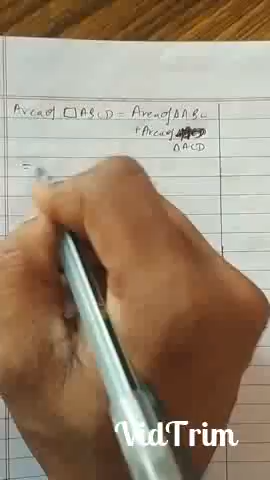 Area of □ ABCD = Area of ΔABC
+Area of
ΔACD
=
VidTrim